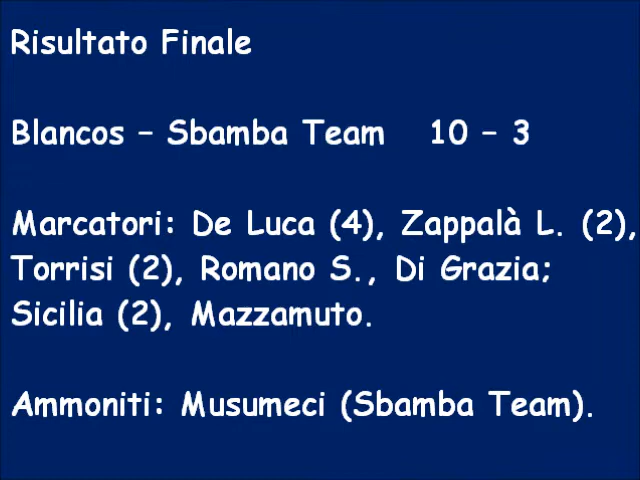 Risultato Finale
Blancos – Sbamba Team 10 – 3
Marcatori: De Luca (4), Zappalà L. (2),
Torrisi (2), Romano S., Di Grazia;
Sicilia (2), Mazzamuto.
Ammoniti: Musumeci (Sbamba Team).